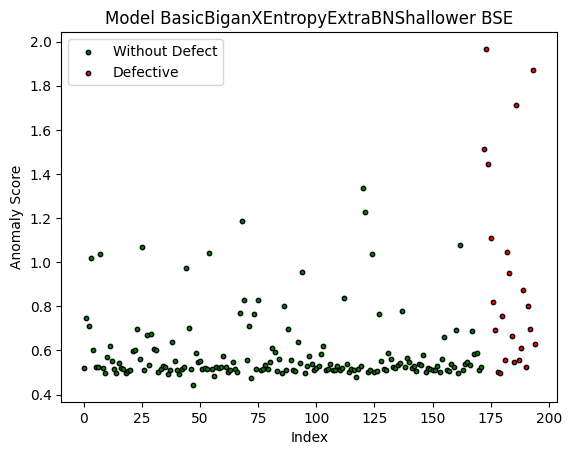 Model BasicBiganXEntropyExtraBNShallower BSE
2.0
1.8
1.6
1.4
1.2
1.0
0.8
0.6
0.4
Anomaly Score
Without Defect
Defective
0 25 50 75 100 125 150 175 200
Index